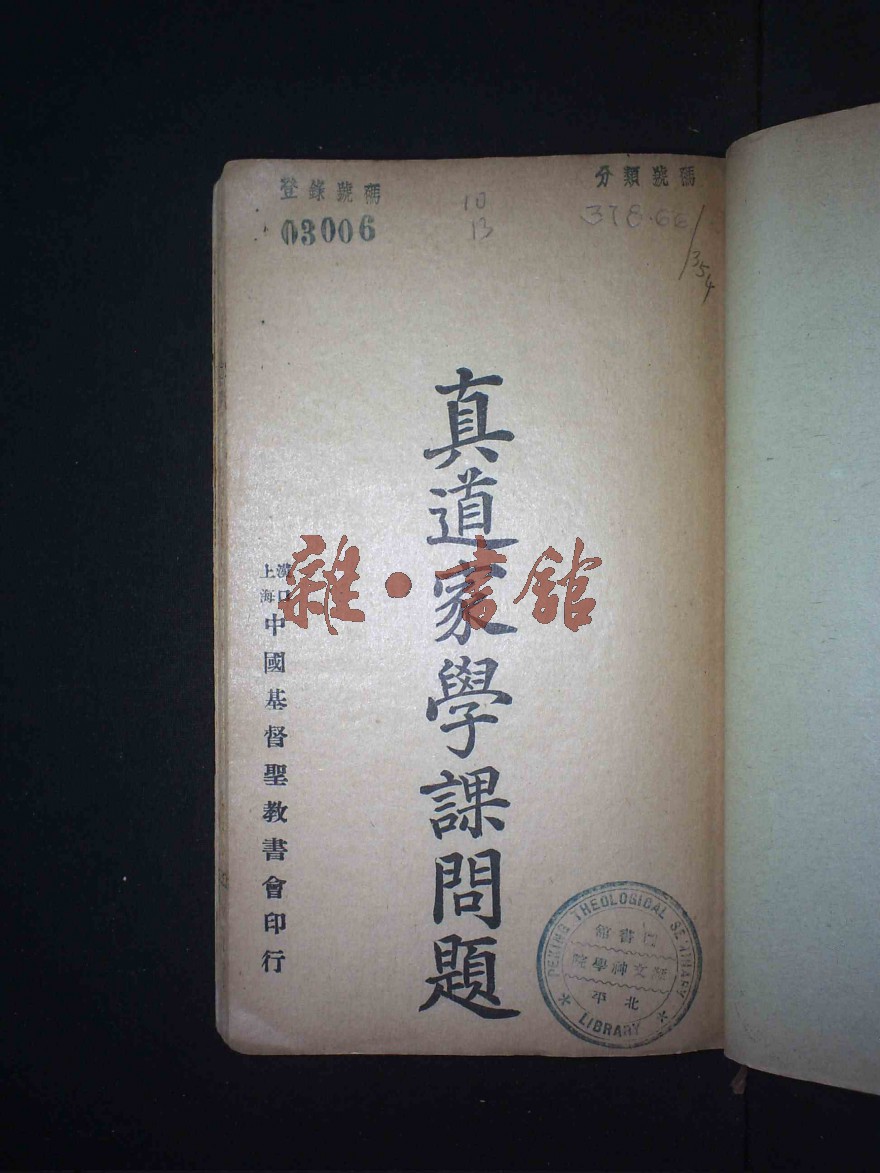 登錄號碼
03006
10
13
分類號碼
378.66/
354
真道家學課問題
漢口
上海
中國基督聖教書會印行
雜·書館
PEKING THEOLOGICAL SEMINARY
圖書館
神學院
北平
LIBRARY